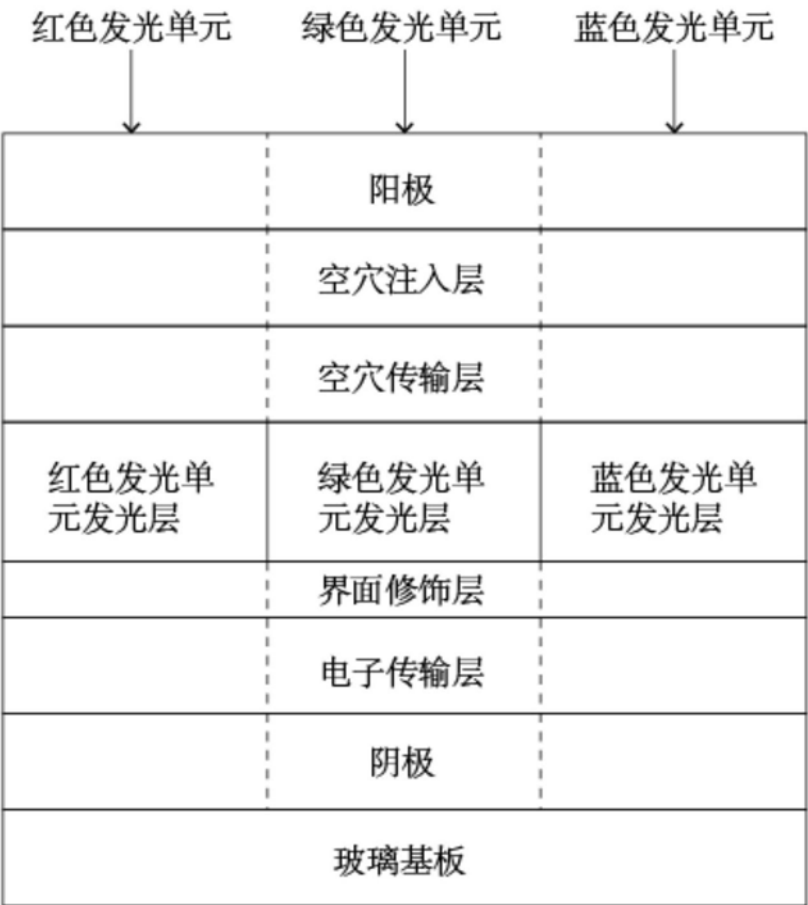 红色发光单元 绿色发光单元 蓝色发光单元
阳极
空穴注入层
空穴传输层
红色发光单
元发光层
绿色发光单
元发光层
蓝色发光单
元发光层
界面修饰层
电子传输层
阴极
玻璃基板